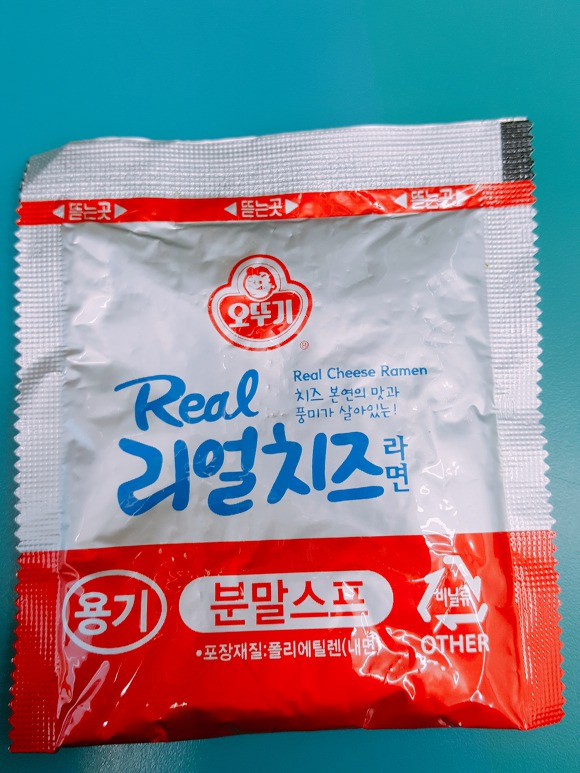 ◀뜯는곳▶ ◀뜯는곳▶ ◀뜯는곳▶
오뚜기
®
Real
Real Cheese Ramen
치즈 본연의 맛과
풍미가 살아있는!
리얼치즈라면
용기
분말스프
비닐류
OTHER
•포장재질:폴리에틸렌(내면)